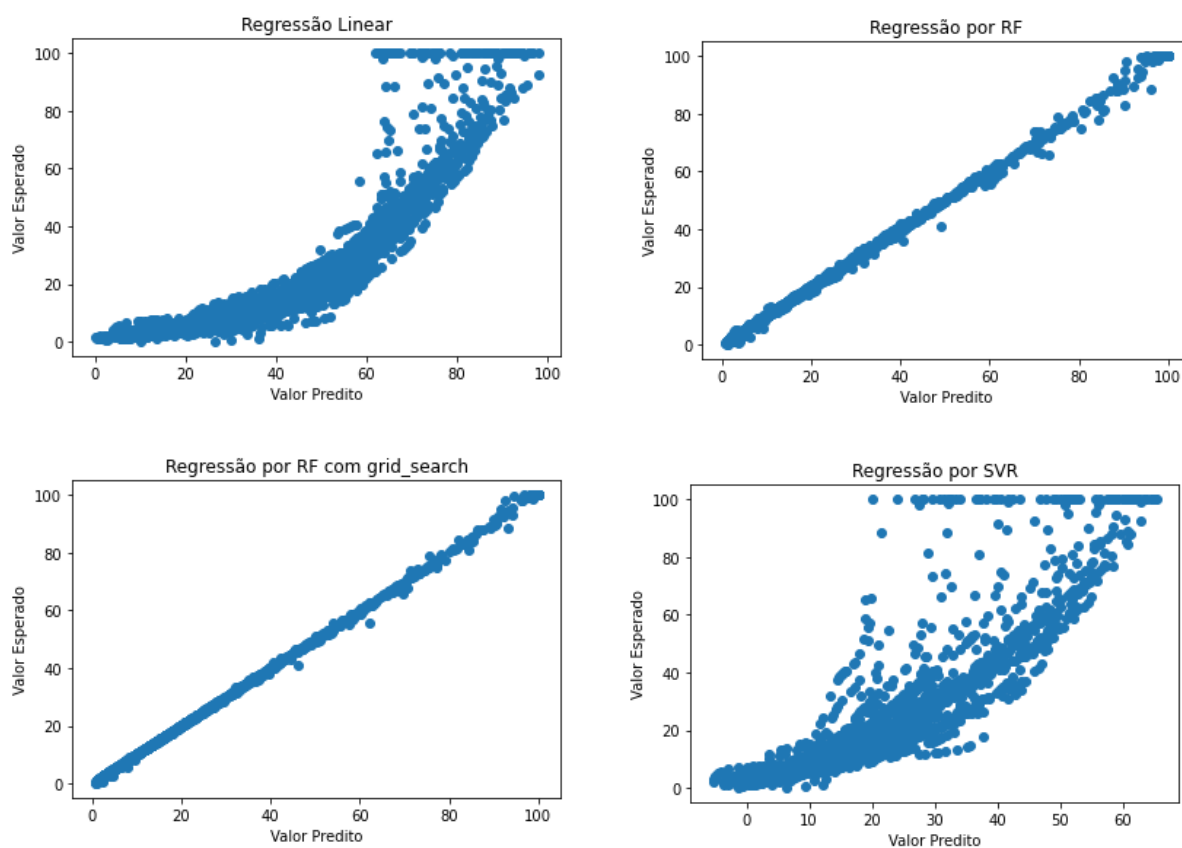 Regressão Linear
100
80
60
40
20
0
Valor Esperado
0 20 40 60 80 100
Valor Predito
Regressão por RF
100
80
60
40
20
0
Valor Esperado
0 20 40 60 80 100
Valor Predito
Regressão por RF com grid_search
100
80
60
40
20
0
Valor Esperado
0 20 40 60 80 100
Valor Predito
Regressão por SVR
100
80
60
40
20
0
Valor Esperado
0 10 20 30 40 50 60
Valor Predito